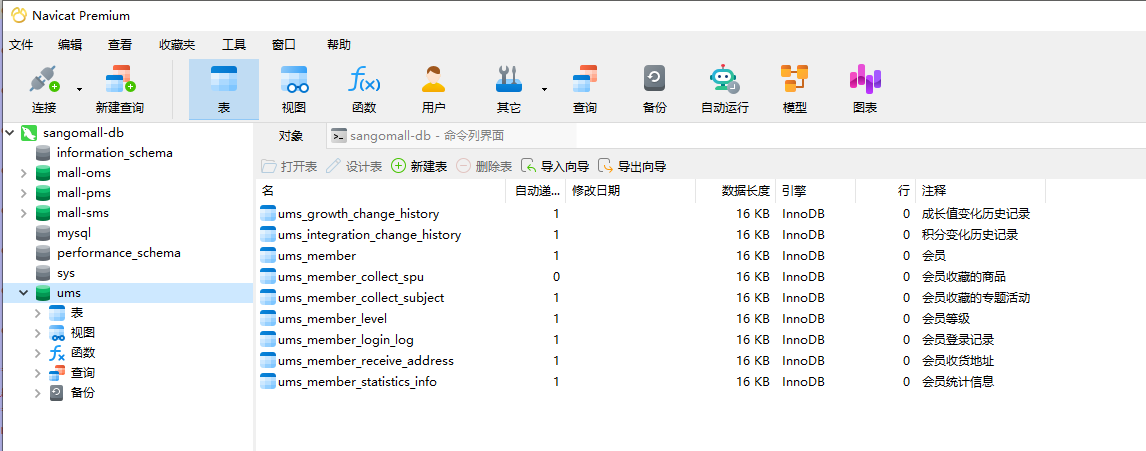 Navicat Premium
文件 编辑 查看 收藏夹 工具 窗口 帮助
连接 新建查询 表 视图 函数 用户 其它 查询 备份 自动运行 模型 图表
sangomall-db
information_schema
mall-oms
mall-pms
mall-sms
mysql
performance_schema
sys
ums
表
视图
函数
查询
备份
对象 sangomall-db - 命令列界面
打开表 设计表 新建表 删除表 导入向导 导出向导
名 自动递... 修改日期 数据长度 引擎 行 注释
ums_growth_change_history 1 16 KB InnoDB 0 成长值变化历史记录
ums_integration_change_history 1 16 KB InnoDB 0 积分变化历史记录
ums_member 1 16 KB InnoDB 0 会员
ums_member_collect_spu 0 16 KB InnoDB 0 会员收藏的商品
ums_member_collect_subject 1 16 KB InnoDB 0 会员收藏的专题活动
ums_member_level 1 16 KB InnoDB 0 会员等级
ums_member_login_log 1 16 KB InnoDB 0 会员登录记录
ums_member_receive_address 1 16 KB InnoDB 0 会员收货地址
ums_member_statistics_info 1 16 KB InnoDB 0 会员统计信息